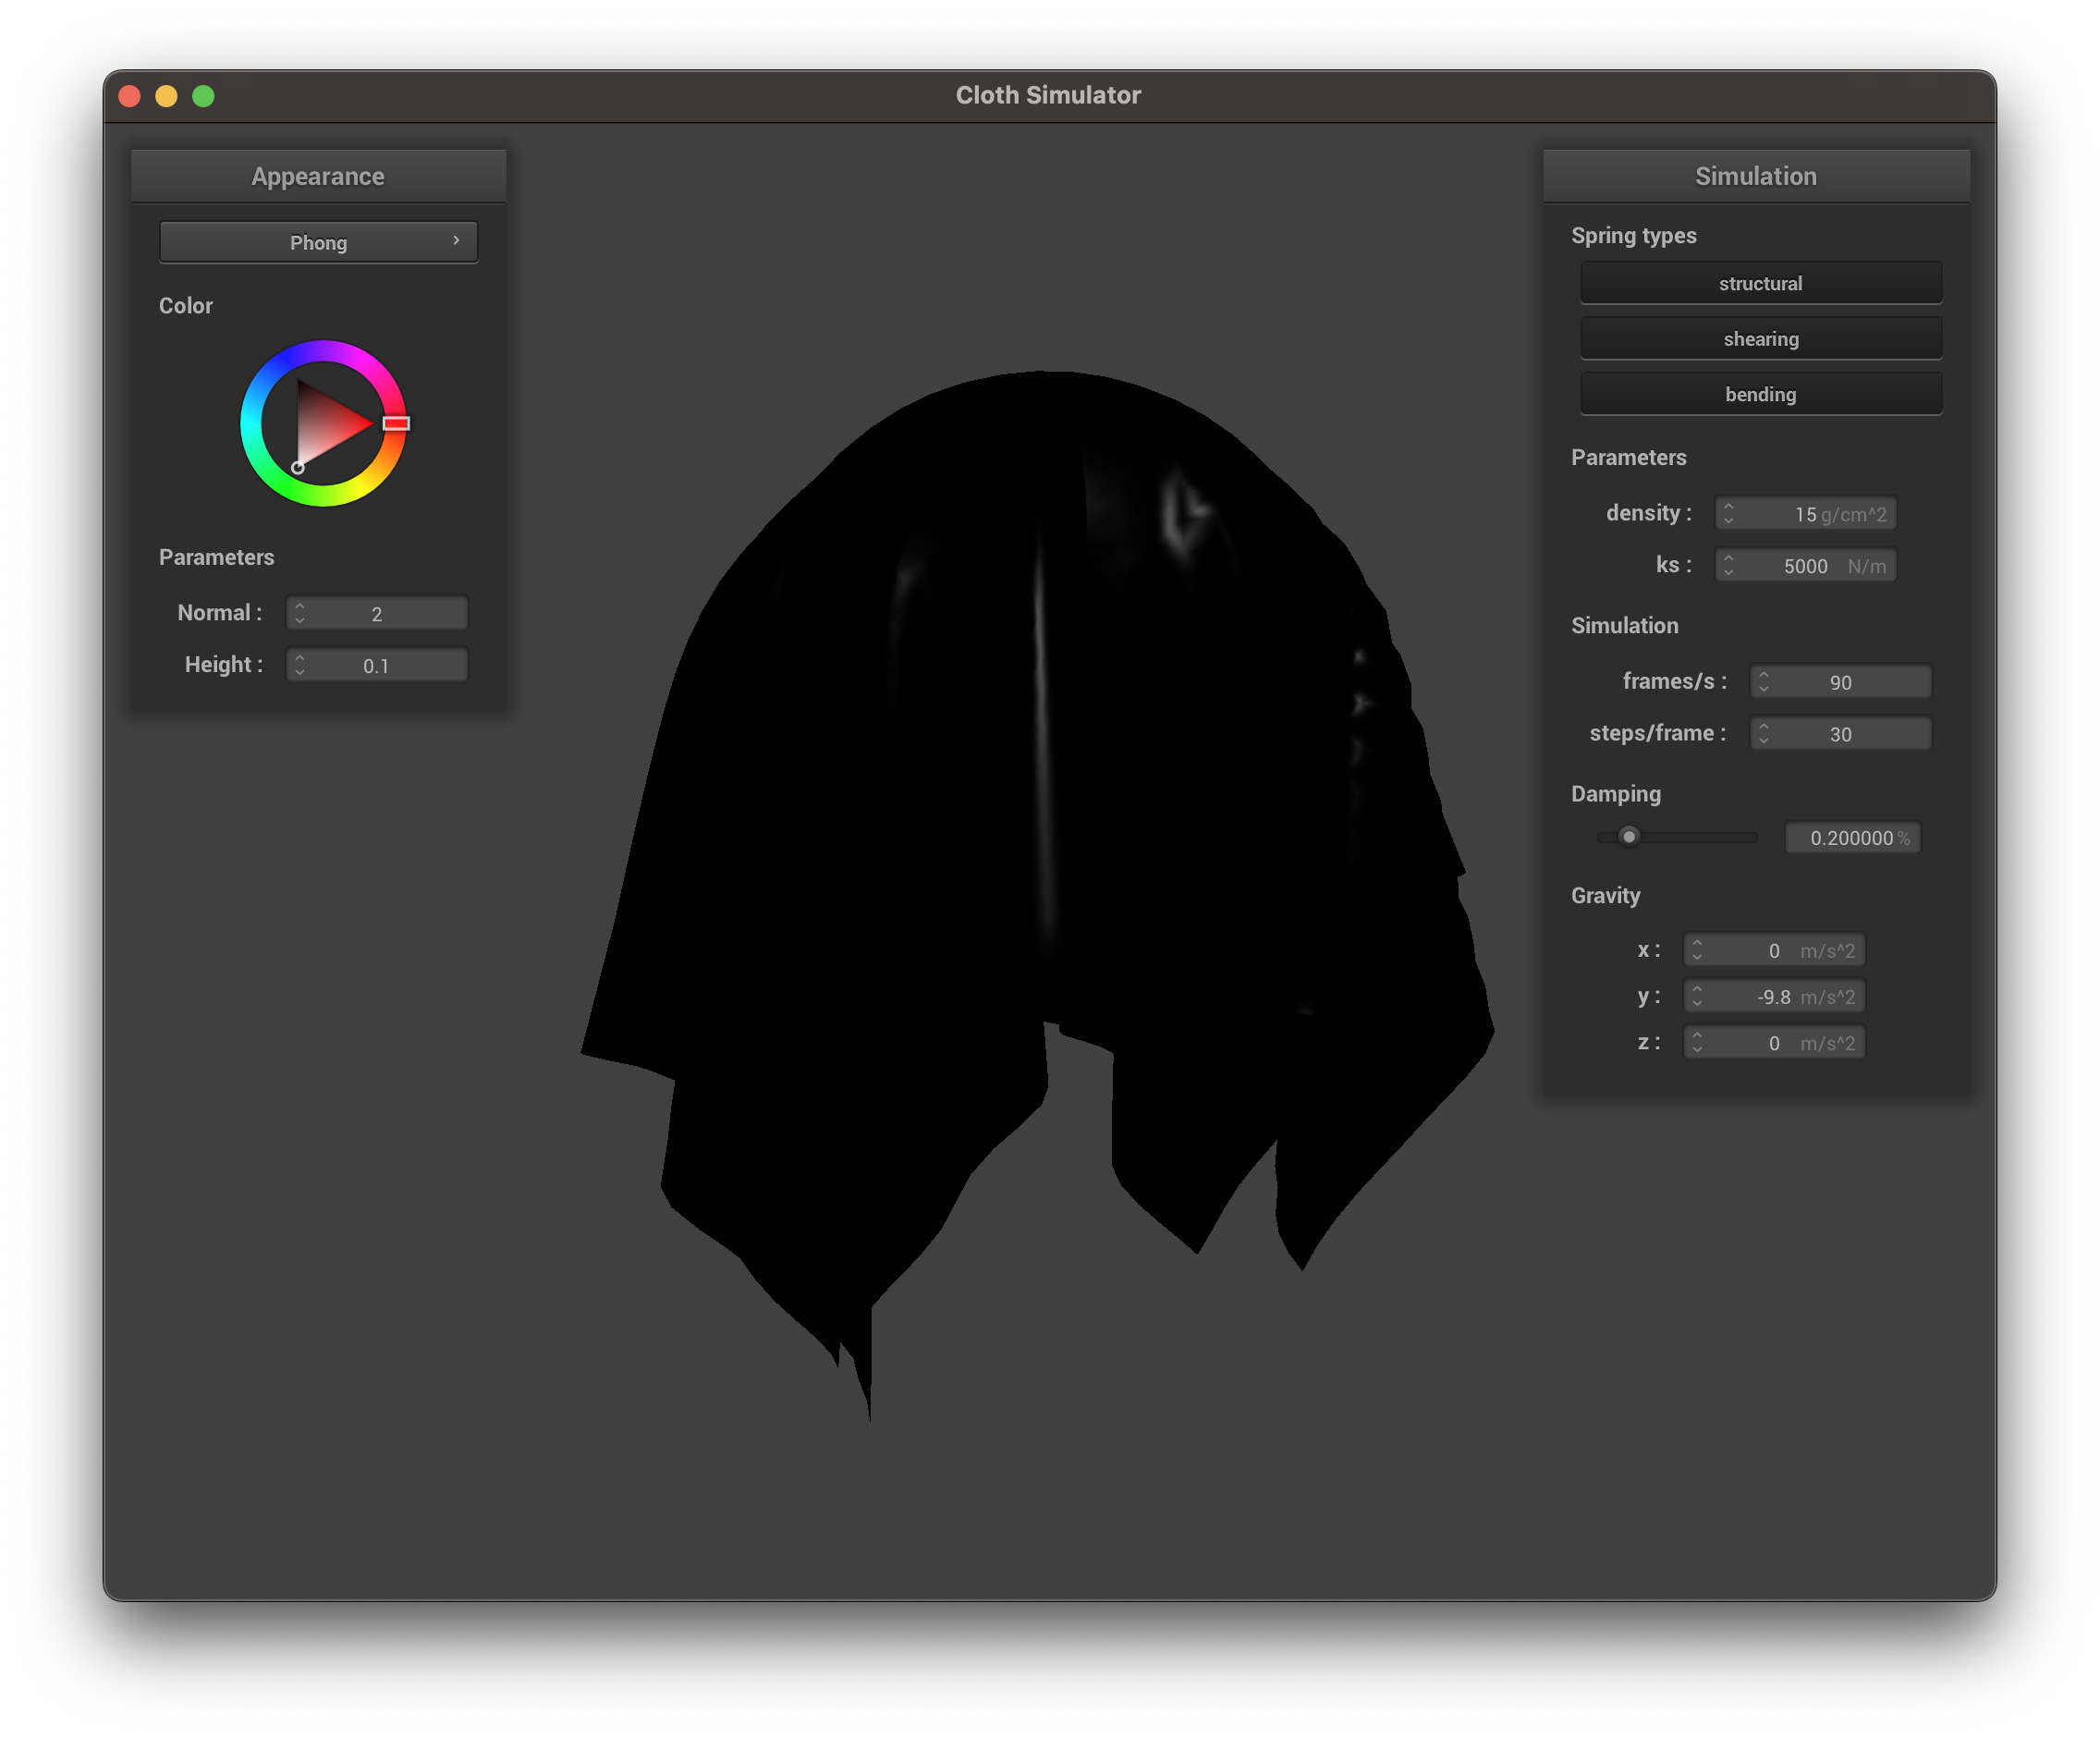 Cloth Simulator
Appearance
Phong
Color
Parameters
Normal : 2
Height : 0.1
Simulation
Spring types
structural
shearing
bending
Parameters
density : 15 g/cm^2
ks : 5000 N/m
Simulation
frames/s : 90
steps/frame : 30
Damping
0.200000 %
Gravity
x : 0 m/s^2
y : -9.8 m/s^2
z : 0 m/s^2